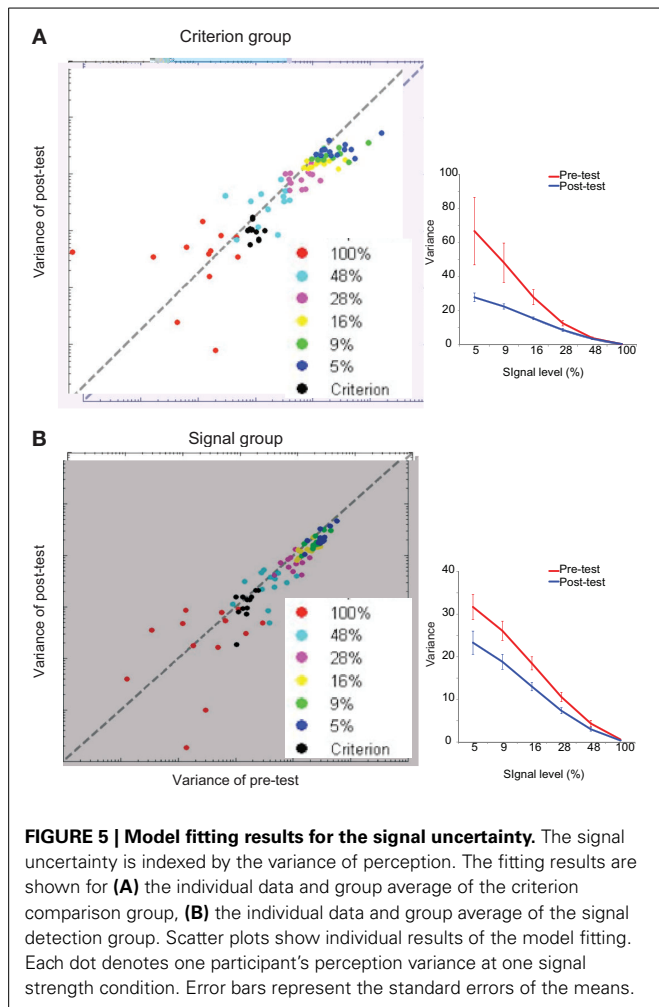 A
Criterion group
Variance of post-test
100%
48%
28%
16%
9%
5%
Criterion
100
80
60
40
20
0
Variance
Pre-test
Post-test
5 9 16 28 48 100
SIgnal level (%)
B
Signal group
Variance of post-test
100%
48%
28%
16%
9%
5%
Criterion
Variance of pre-test
40
30
20
10
0
Variance
Pre-test
Post-test
5 9 16 28 48 100
SIgnal level (%)
FIGURE 5 | Model fitting results for the signal uncertainty. The signal
uncertainty is indexed by the variance of perception. The fitting results are
shown for (A) the individual data and group average of the criterion
comparison group, (B) the individual data and group average of the signal
detection group. Scatter plots show individual results of the model fitting.
Each dot denotes one participant's perception variance at one signal
strength condition. Error bars represent the standard errors of the means.